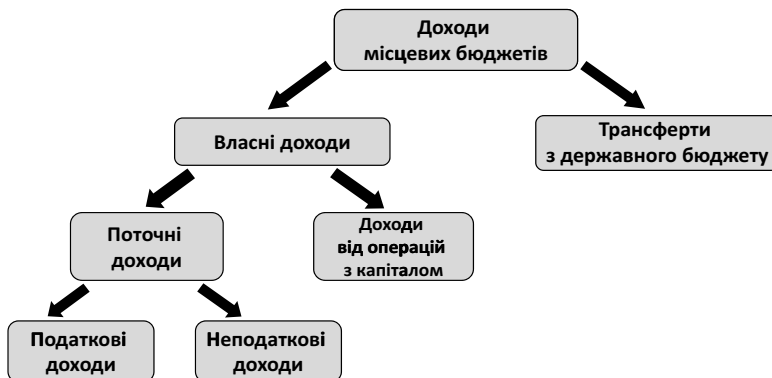 Доходи
місцевих бюджетів
Власні доходи
Трансферти
з державного бюджету
Поточні
доходи
Доходи
від операцій
з капіталом
Податкові
доходи
Неподаткові
доходи